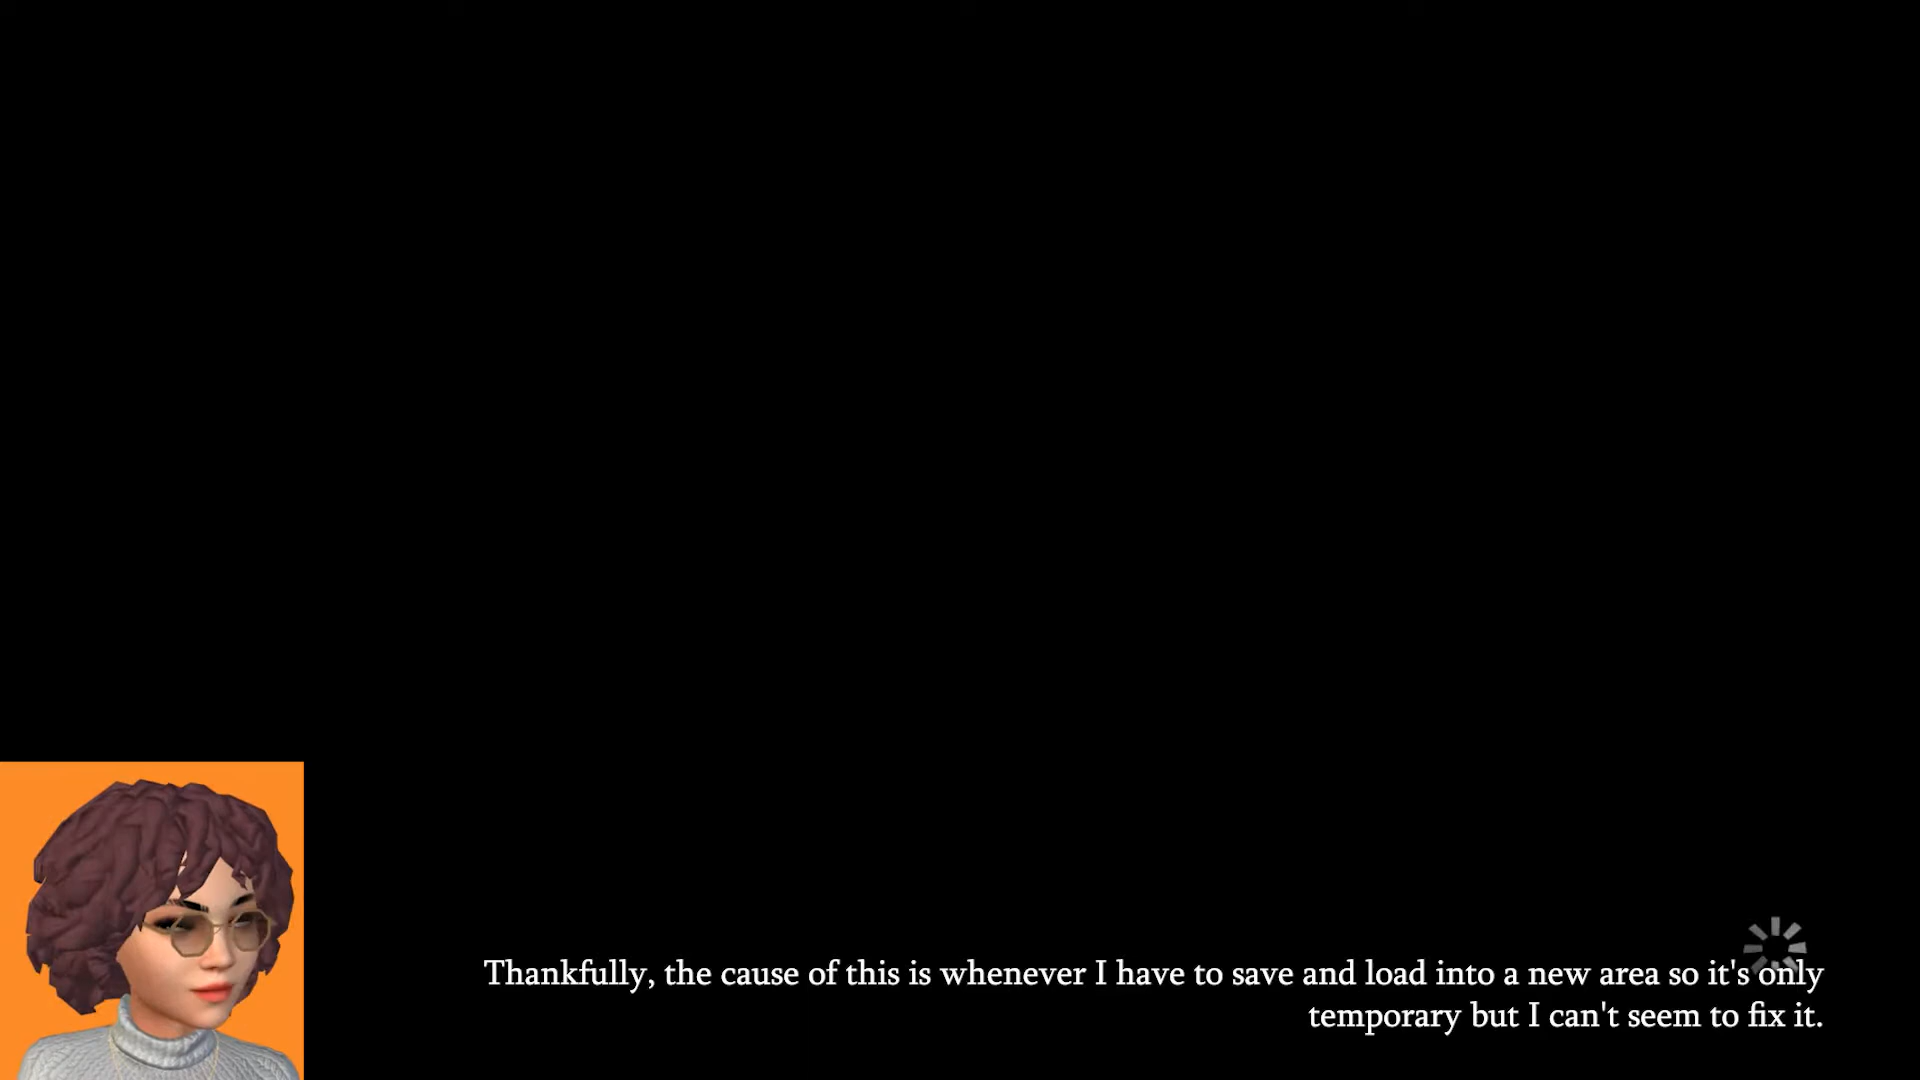 Thankfully, the cause of this is whenever I have to save and load into a new area so it's only
temporary but I can't seem to fix it.